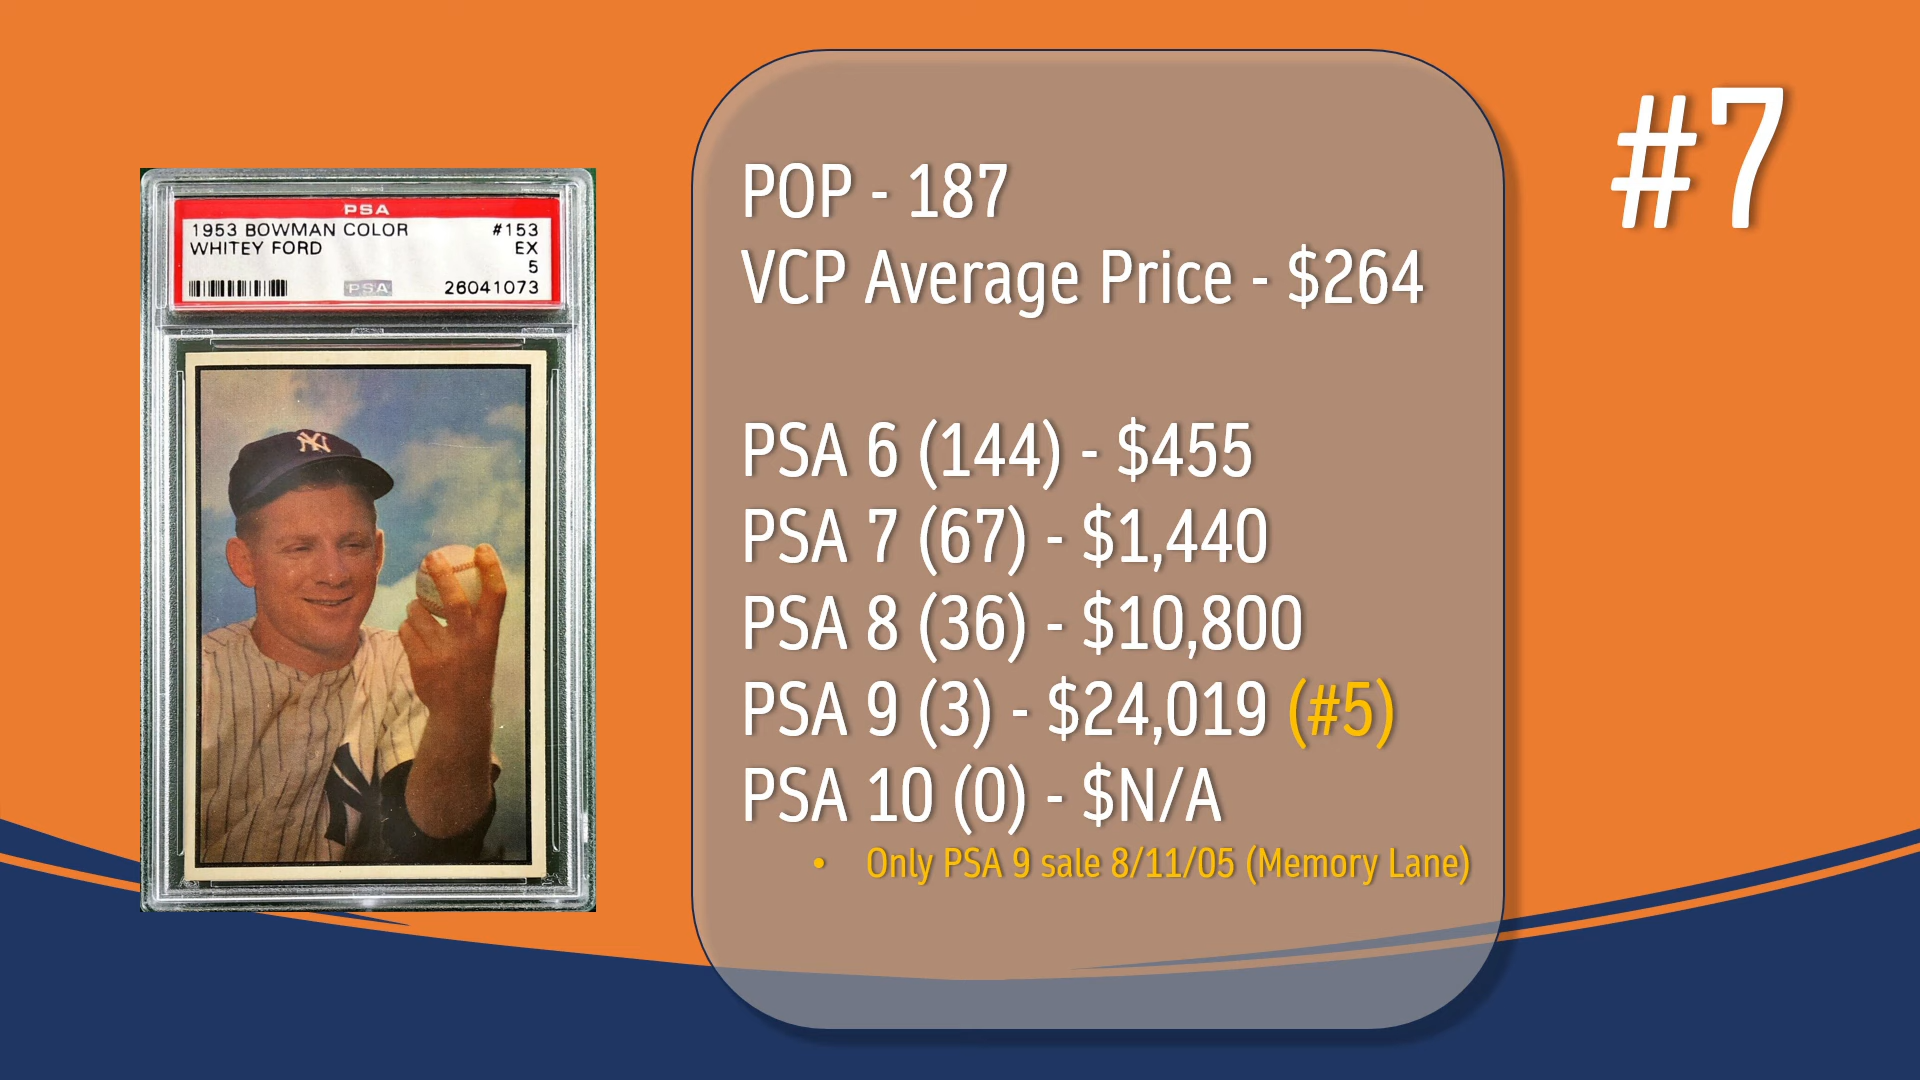 #7
PSA
1953 BOWMAN COLOR #153
WHITEY FORD EX
5
PSA 26041073
NY
POP - 187
VCP Average Price - $264
PSA 6 (144) - $455
PSA 7 (67) - $1,440
PSA 8 (36) - $10,800
PSA 9 (3) - $24,019 (#5)
PSA 10 (0) - $N/A
• Only PSA 9 sale 8/11/05 (Memory Lane)